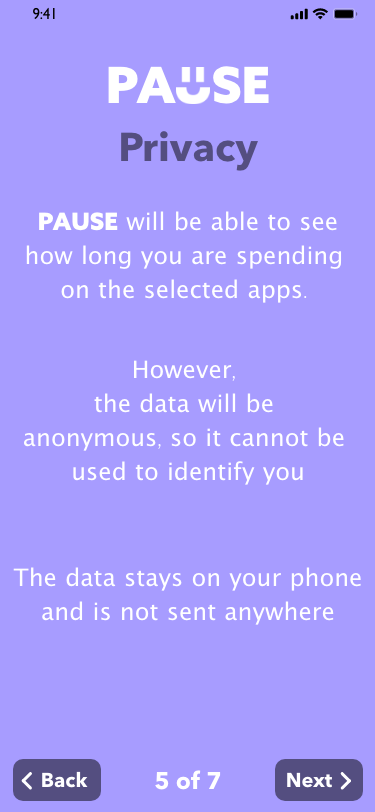 9:41
PAUSE
Privacy
PAUSE will be able to see
how long you are spending
on the selected apps.
However,
the data will be
anonymous, so it cannot be
used to identify you
The data stays on your phone
and is not sent anywhere
Back
5 of 7
Next